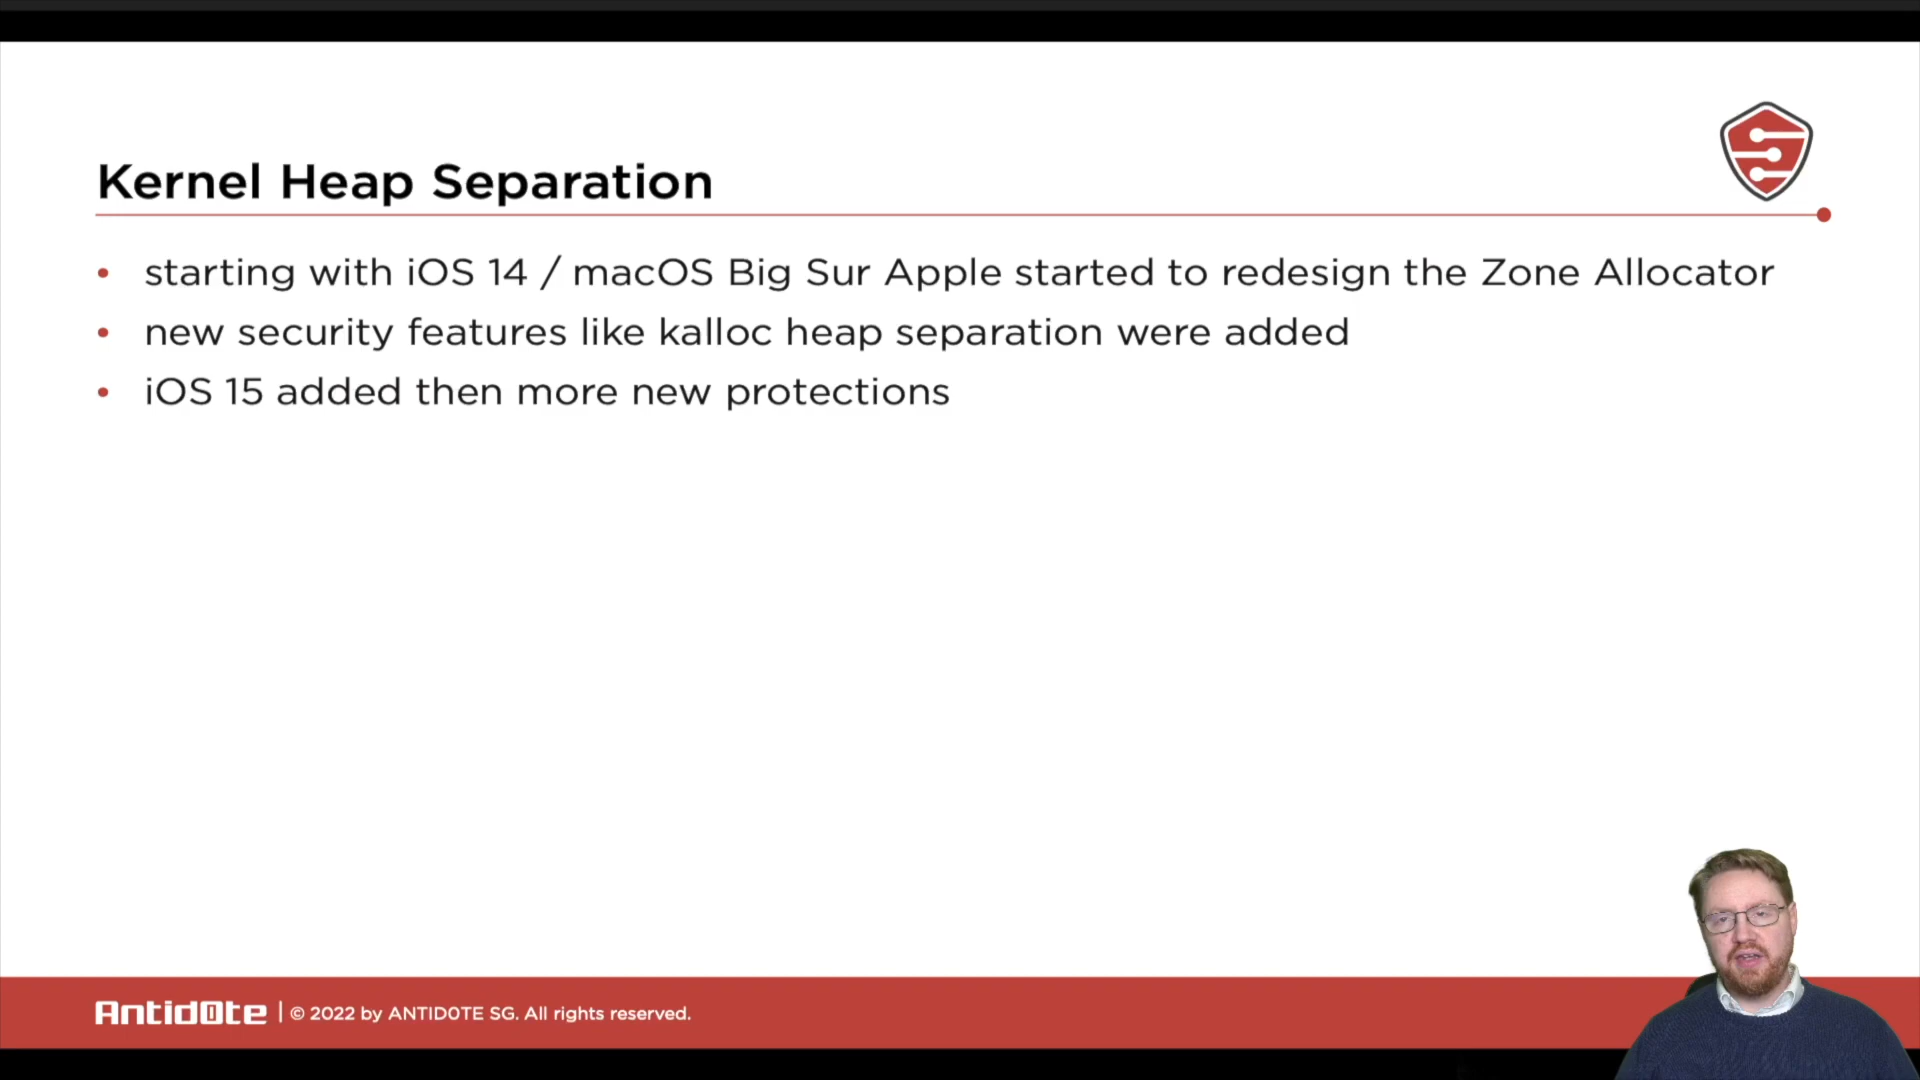 Kernel Heap Separation
• starting with iOS 14 / macOS Big Sur Apple started to redesign the Zone Allocator
• new security features like kalloc heap separation were added
• iOS 15 added then more new protections
Antid0te | © 2022 by ANTID0TE SG. All rights reserved.